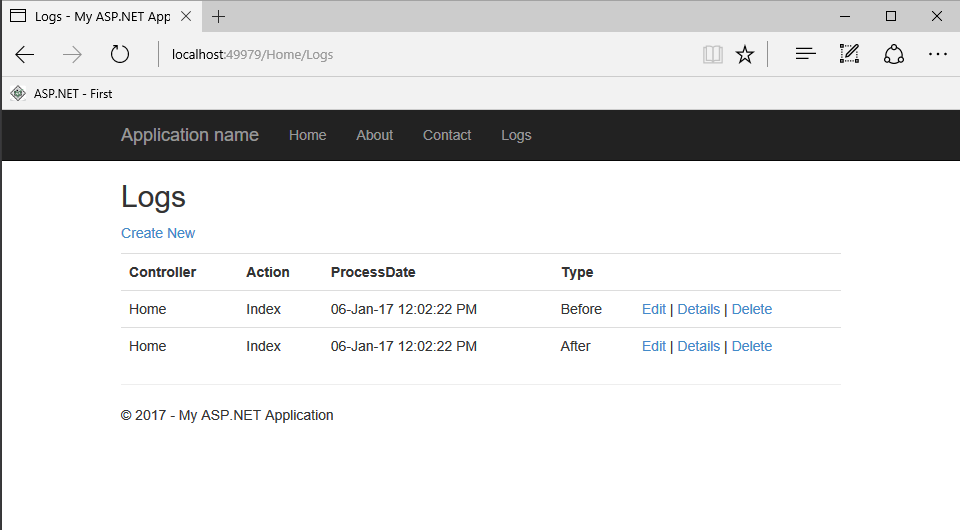 Logs - My ASP.NET App
localhost:49979/Home/Logs
ASP.NET - First
Application name Home About Contact Logs
Logs
Create New
Controller Action ProcessDate Type
Home Index 06-Jan-17 12:02:22 PM Before Edit | Details | Delete
Home Index 06-Jan-17 12:02:22 PM After Edit | Details | Delete
© 2017 - My ASP.NET Application